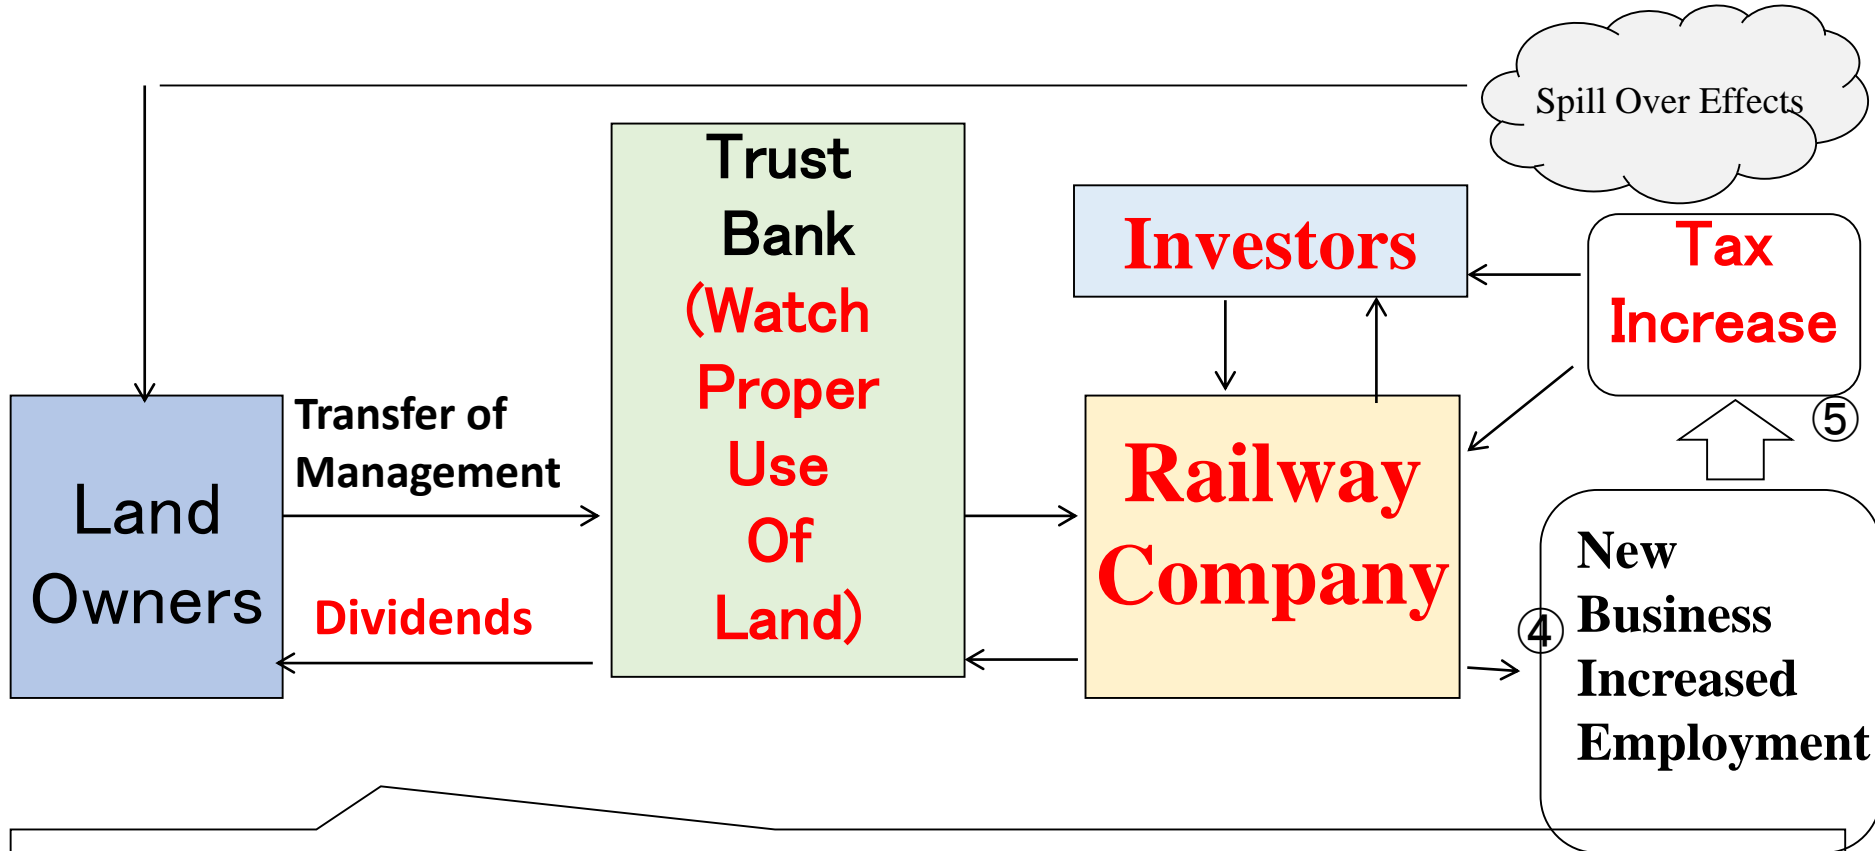 Spill Over Effects
Trust
Bank
(Watch
Proper
Use
Of
Land)
Investors
Tax
Increase
⑤
Land
Owners
Transfer of
Management
Dividends
Railway
Company
④
New
Business
Increased
Employment